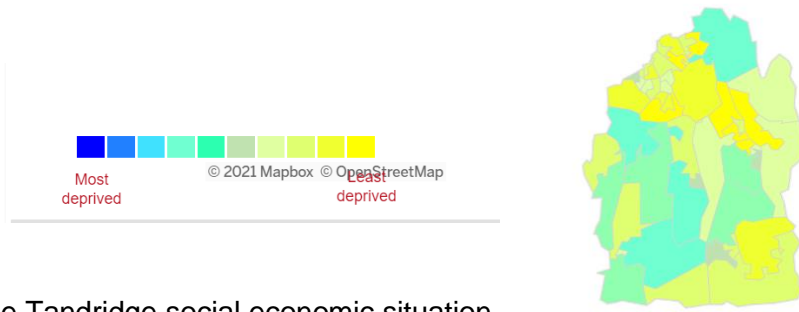 © 2021 Mapbox © OpenStreetMap
Most
deprived
Least
deprived
Tandridge social economic situation